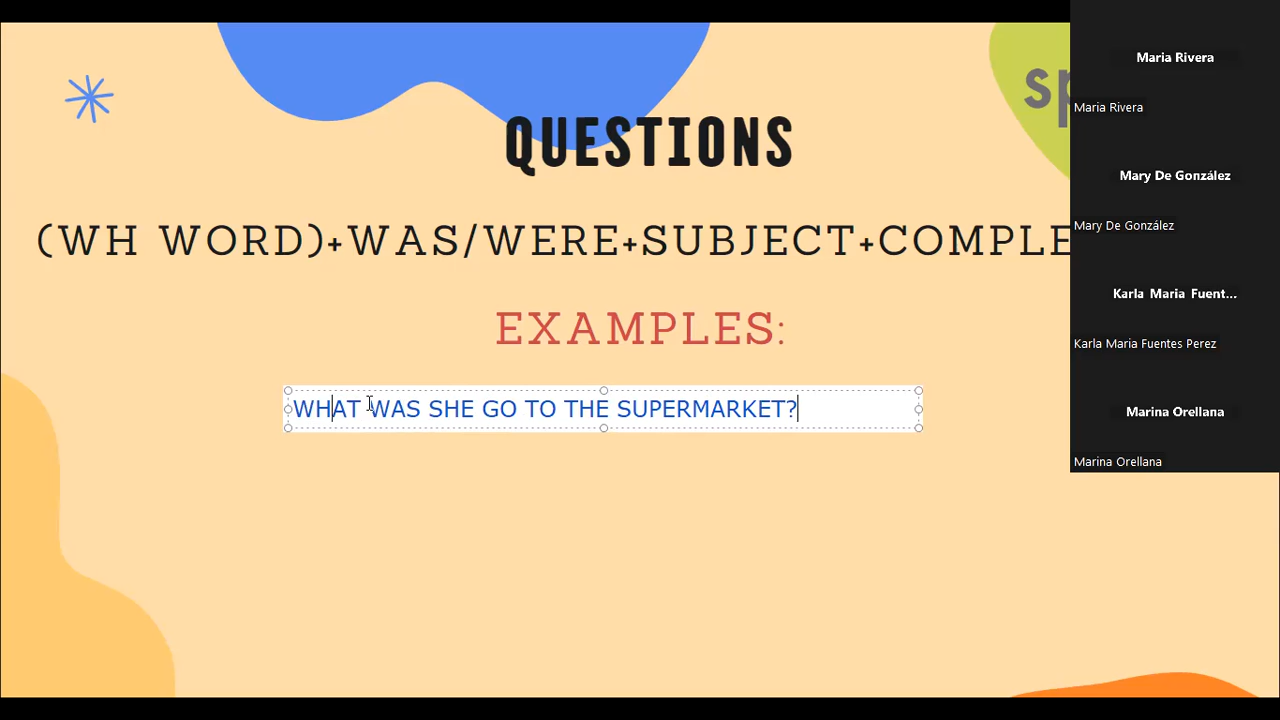 Maria Rivera
Maria Rivera
sp
QUESTIONS
Mary De González
Mary De González
(WH WORD)+WAS/WERE+SUBJECT+COMPLE
Karla Maria Fuent...
Karla Maria Fuentes Perez
EXAMPLES:
WHAT WAS SHE GO TO THE SUPERMARKET?
Marina Orellana
Marina Orellana